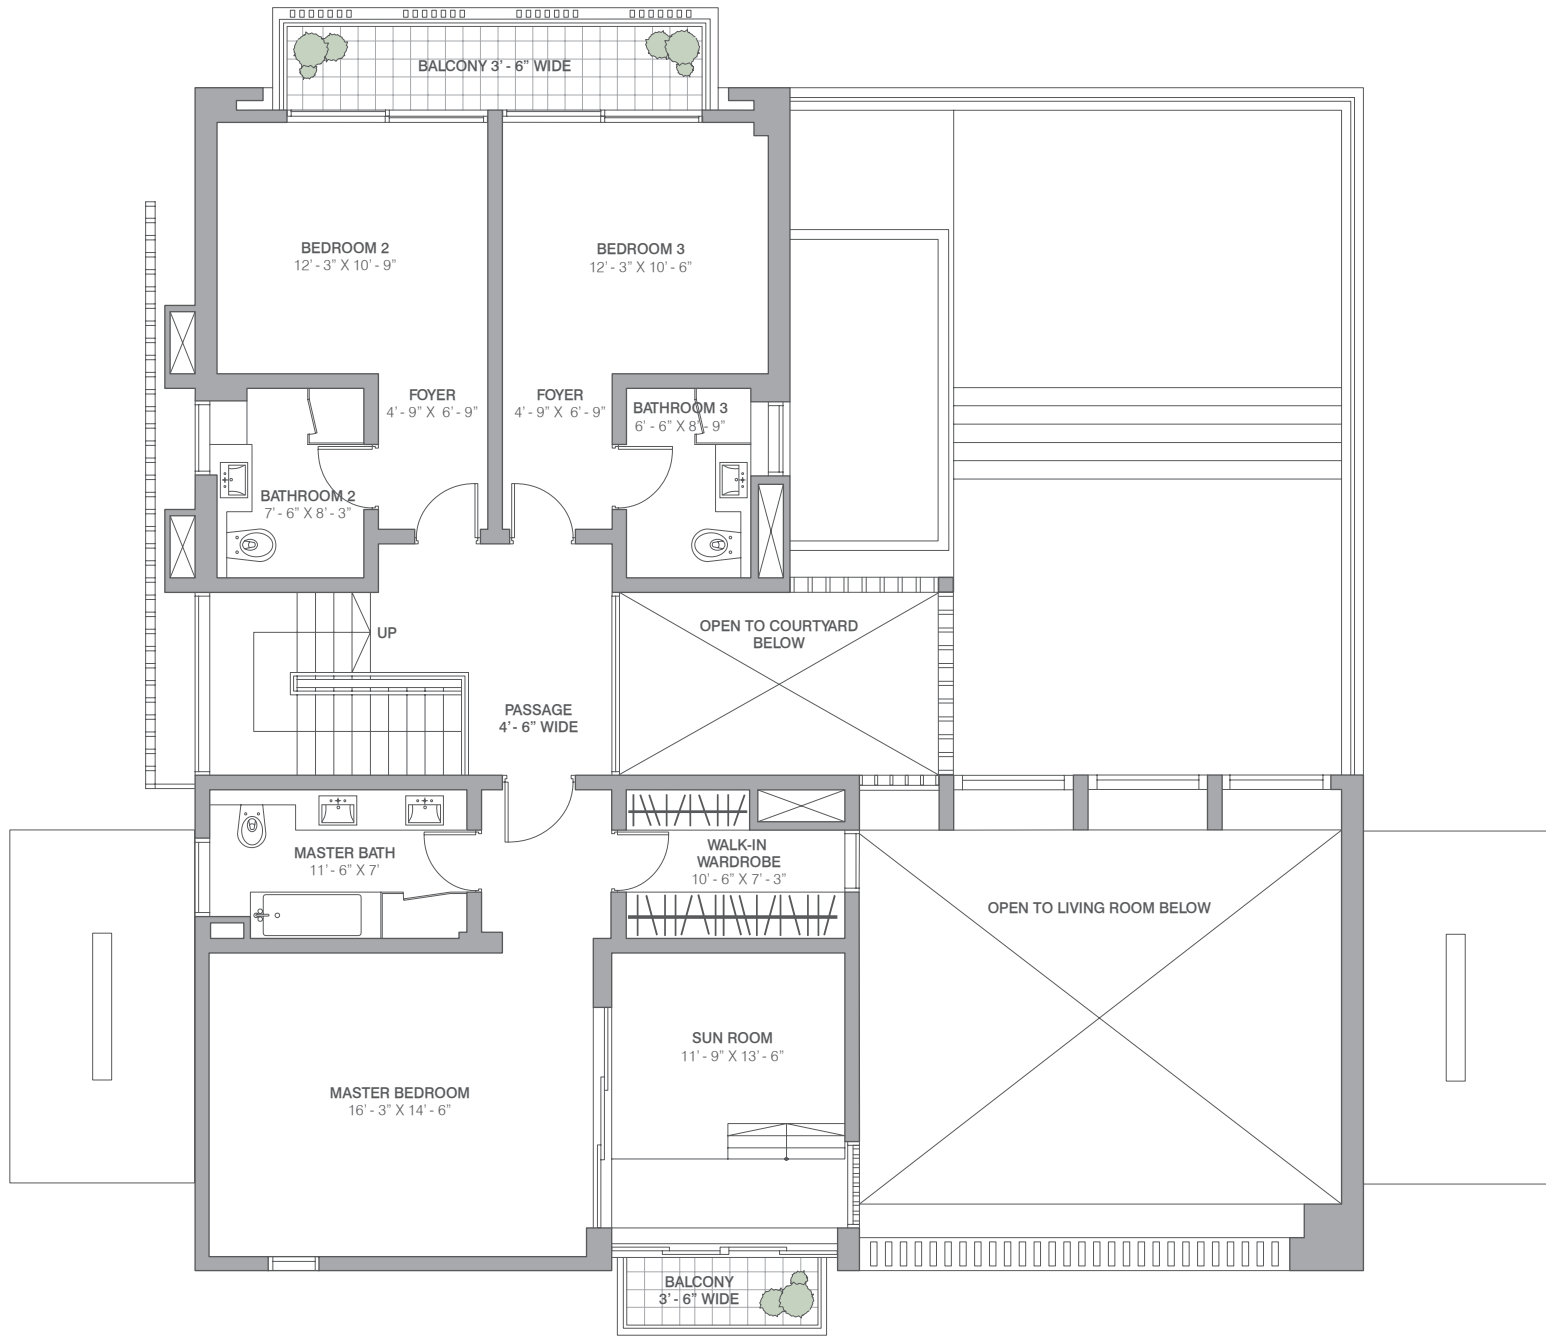 BALCONY 3' - 6” WIDE
BEDROOM 2
12' - 3” X 10' - 9”
BEDROOM 3
12' - 3” X 10' - 6”
FOYER
4' - 9” X 6' - 9”
FOYER
4' - 9” X 6' - 9”
BATHROOM 3
6' - 6” X 8' - 9”
BATHROOM 2
7' - 6” X 8' - 3”
UP
OPEN TO COURTYARD
BELOW
PASSAGE
4' - 6” WIDE
MASTER BATH
11' - 6” X 7'
WALK-IN
WARDROBE
10' - 6” X 7' - 3”
OPEN TO LIVING ROOM BELOW
SUN ROOM
11' - 9” X 13' - 6”
MASTER BEDROOM
16' - 3” X 14' - 6”
BALCONY
3' - 6” WIDE